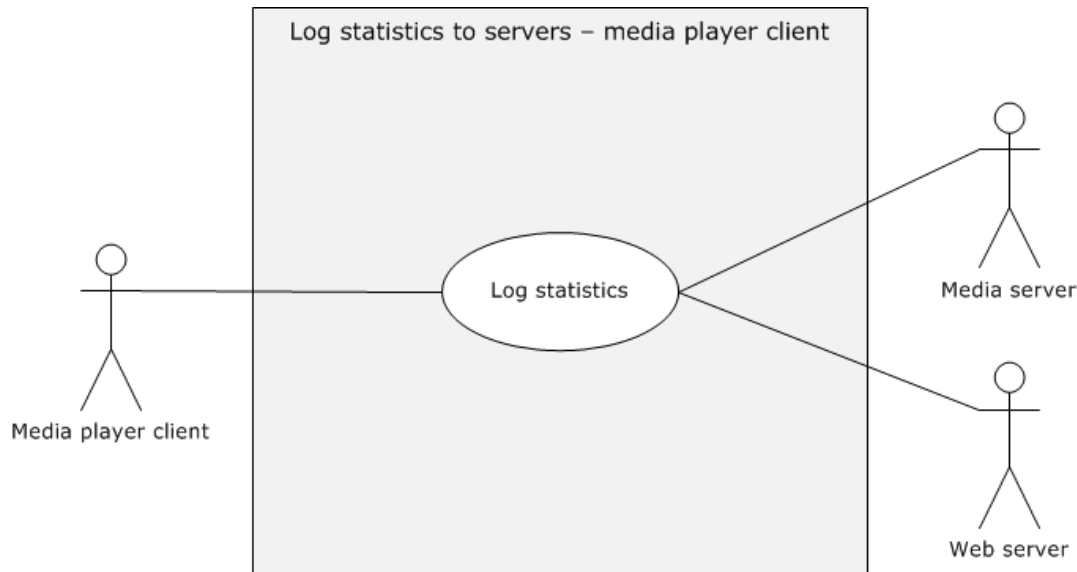 Log statistics to servers – media player client
Log statistics
Media server
Media player client
Web server